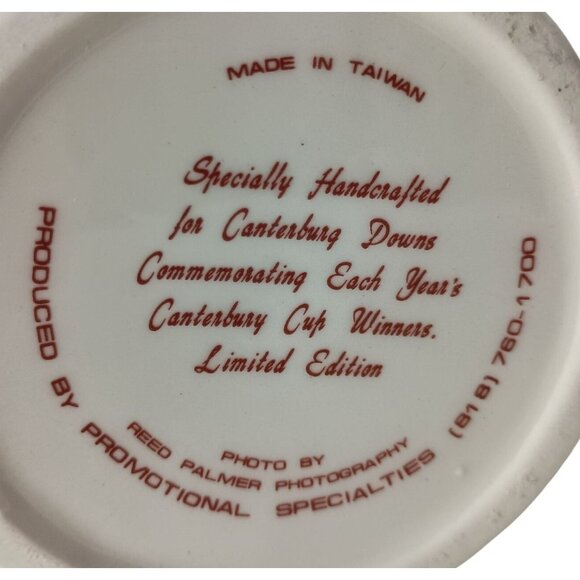 MADE IN TAIWAN
Specially Handcrafted
for Canterburg Downs
Commemorating Each Year's
Canterbury Cup Winners.
Limited Edition
PHOTO BY
REED PALMER PHOTOGRAPHY
PRODUCED BY PROMOTIONAL SPECIALTIES (818) 760-1700